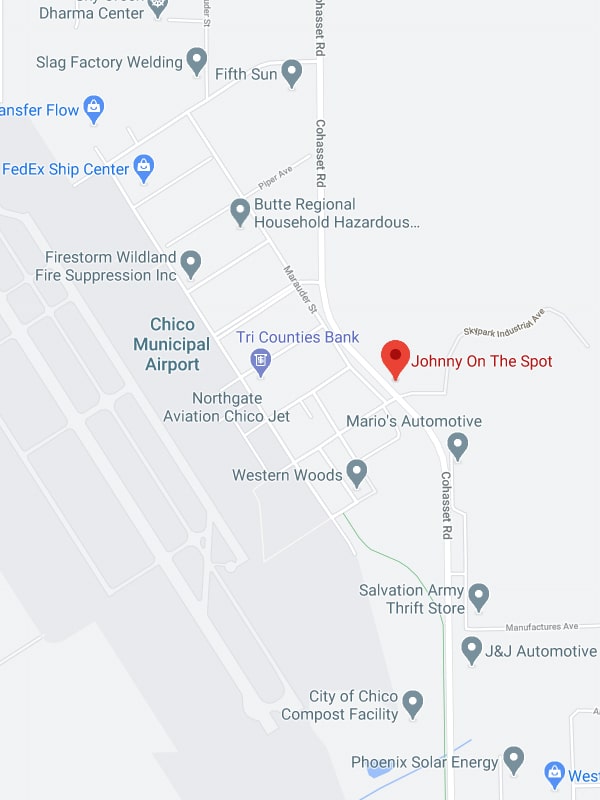 Dharma Center
Cohasset Rd
Slag Factory Welding
Fifth Sun
ansfer Flow
Cohasset Rd
FedEx Ship Center
Piper Ave
Butte Regional
Household Hazardous...
Firestorm Wildland
Fire Suppression Inc
Marauder St
Chico
Municipal
Airport
Skypark Industrial Ave
Tri Counties Bank
Johnny On The Spot
Northgate
Aviation Chico Jet
Mario's Automotive
Western Woods
Cohasset Rd
Salvation Army
Thrift Store
Manufactures Ave
J&J Automotive
City of Chico
Compost Facility
Phoenix Solar Energy
West